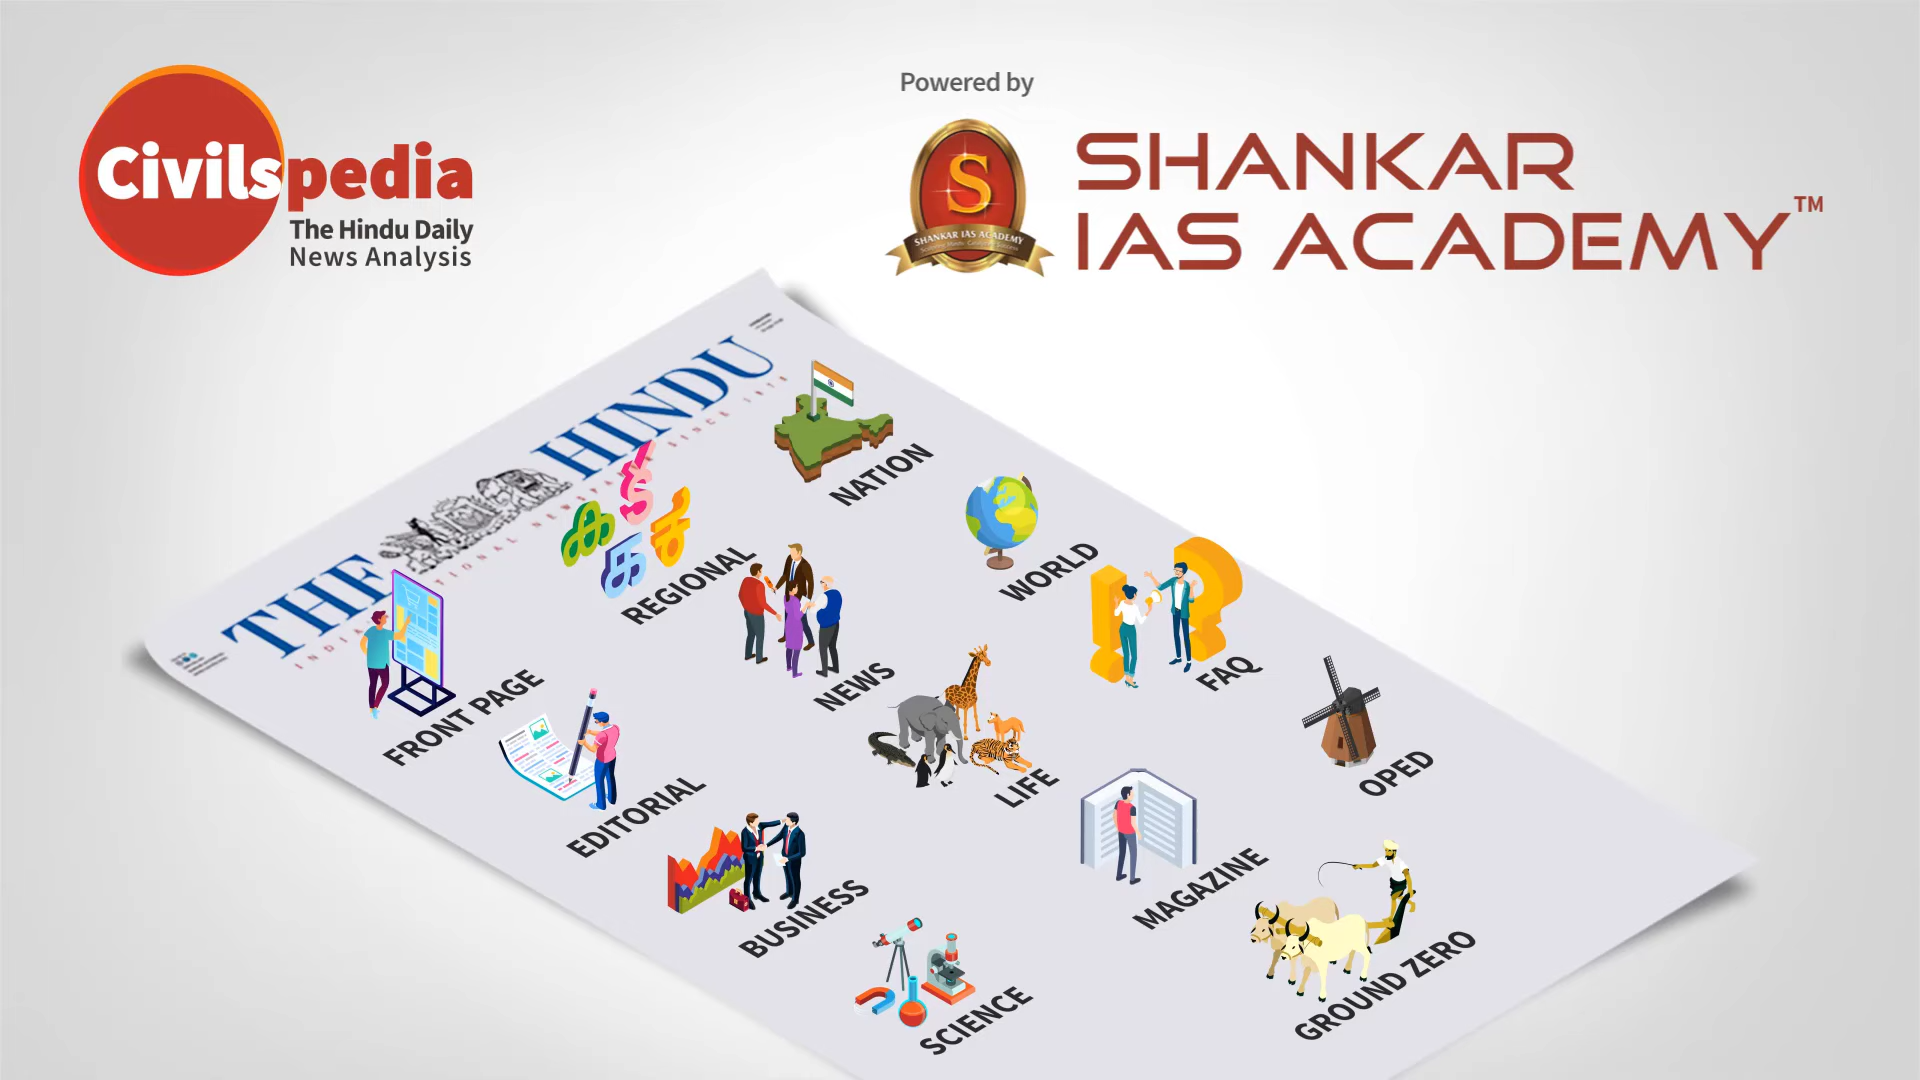 Civilspedia
The Hindu Daily
News Analysis
Powered by
S
SHANKAR IAS ACADEMY
SHANKAR
IAS ACADEMY™
THE HINDU
SINCE
NATION
க
த
REGIONAL
WORLD
FRONT PAGE
NEWS
FAQ
EDITORIAL
LIFE
OPED
BUSINESS
MAGAZINE
SCIENCE
GROUND ZERO